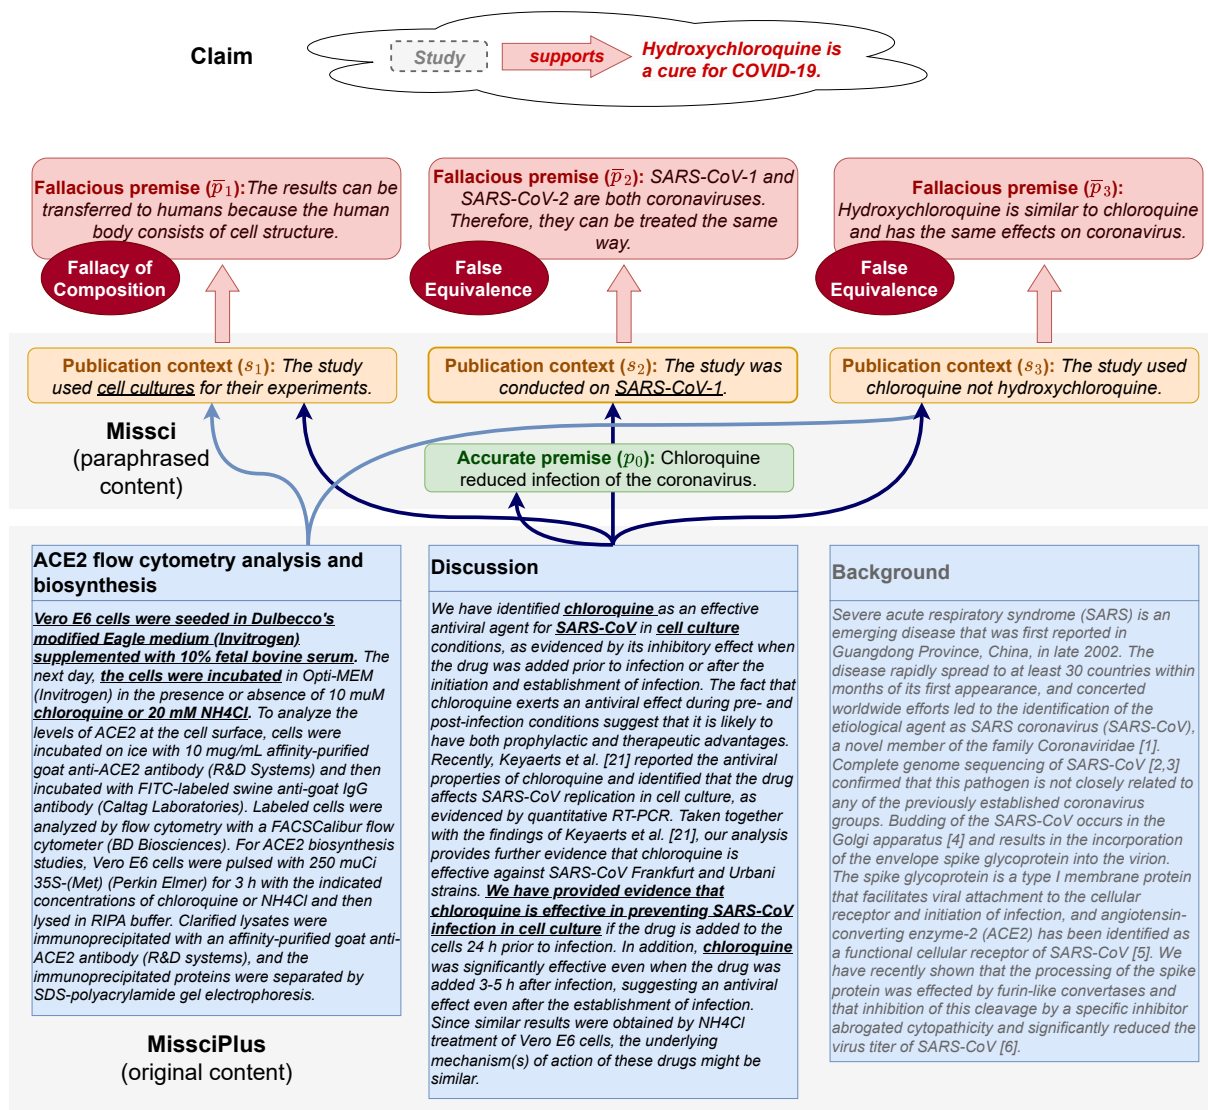 Claim
Study
supports
Hydroxychloroquine is
a cure for COVID-19.
Fallacious premise (p̅₁): The results can be
transferred to humans because the human
body consists of cell structure.
Fallacy of
Composition
Fallacious premise (p̅₂): SARS-CoV-1 and
SARS-CoV-2 are both coronaviruses.
Therefore, they can be treated the same
way.
False
Equivalence
Fallacious premise (p̅₃):
Hydroxychloroquine is similar to chloroquine
and has the same effects on coronavirus.
False
Equivalence
Publication context (s₁): The study
used cell cultures for their experiments.
Publication context (s₂): The study was
conducted on SARS-CoV-1.
Publication context (s₃): The study used
chloroquine not hydroxychloroquine.
Missci
(paraphrased
content)
Accurate premise (p₀): Chloroquine
reduced infection of the coronavirus.
ACE2 flow cytometry analysis and
biosynthesis
Vero E6 cells were seeded in Dulbecco's
modified Eagle medium (Invitrogen)
supplemented with 10% fetal bovine serum. The
next day, the cells were incubated in Opti-MEM
(Invitrogen) in the presence or absence of 10 muM
chloroquine or 20 mM NH4Cl. To analyze the
levels of ACE2 at the cell surface, cells were
incubated on ice with 10 mug/mL affinity-purified
goat anti-ACE2 antibody (R&D Systems) and then
incubated with FITC-labeled swine anti-goat IgG
antibody (Caltag Laboratories). Labeled cells were
analyzed by flow cytometry with a FACSCalibur flow
cytometer (BD Biosciences). For ACE2 biosynthesis
studies, Vero E6 cells were pulsed with 250 muCi
35S-(Met) (Perkin Elmer) for 3 h with the indicated
concentrations of chloroquine or NH4Cl and then
lysed in RIPA buffer. Clarified lysates were
immunoprecipitated with an affinity-purified goat anti-
ACE2 antibody (R&D systems), and the
immunoprecipitated proteins were separated by
SDS-polyacrylamide gel electrophoresis.
MissciPlus
(original content)
Discussion
We have identified chloroquine as an effective
antiviral agent for SARS-CoV in cell culture
conditions, as evidenced by its inhibitory effect when
the drug was added prior to infection or after the
initiation and establishment of infection. The fact that
chloroquine exerts an antiviral effect during pre- and
post-infection conditions suggest that it is likely to
have both prophylactic and therapeutic advantages.
Recently, Keyaerts et al. [21] reported the antiviral
properties of chloroquine and identified that the drug
affects SARS-CoV replication in cell culture, as
evidenced by quantitative RT-PCR. Taken together
with the findings of Keyaerts et al. [21], our analysis
provides further evidence that chloroquine is
effective against SARS-CoV Frankfurt and Urbani
strains. We have provided evidence that
chloroquine is effective in preventing SARS-CoV
infection in cell culture if the drug is added to the
cells 24 h prior to infection. In addition, chloroquine
was significantly effective even when the drug was
added 3-5 h after infection, suggesting an antiviral
effect even after the establishment of infection.
Since similar results were obtained by NH4Cl
treatment of Vero E6 cells, the underlying
mechanism(s) of action of these drugs might be
similar.
Background
Severe acute respiratory syndrome (SARS) is an
emerging disease that was first reported in
Guangdong Province, China, in late 2002. The
disease rapidly spread to at least 30 countries within
months of its first appearance, and concerted
worldwide efforts led to the identification of the
etiological agent as SARS coronavirus (SARS-CoV),
a novel member of the family Coronaviridae [1].
Complete genome sequencing of SARS-CoV [2,3]
confirmed that this pathogen is not closely related to
any of the previously established coronavirus
groups. Budding of the SARS-CoV occurs in the
Golgi apparatus [4] and results in the incorporation
of the envelope spike glycoprotein into the virion.
The spike glycoprotein is a type I membrane protein
that facilitates viral attachment to the cellular
receptor and initiation of infection, and angiotensin-
converting enzyme-2 (ACE2) has been identified as
a functional cellular receptor of SARS-CoV [5]. We
have recently shown that the processing of the spike
protein was effected by furin-like convertases and
that inhibition of this cleavage by a specific inhibitor
abrogated cytopathicity and significantly reduced the
virus titer of SARS-CoV [6].